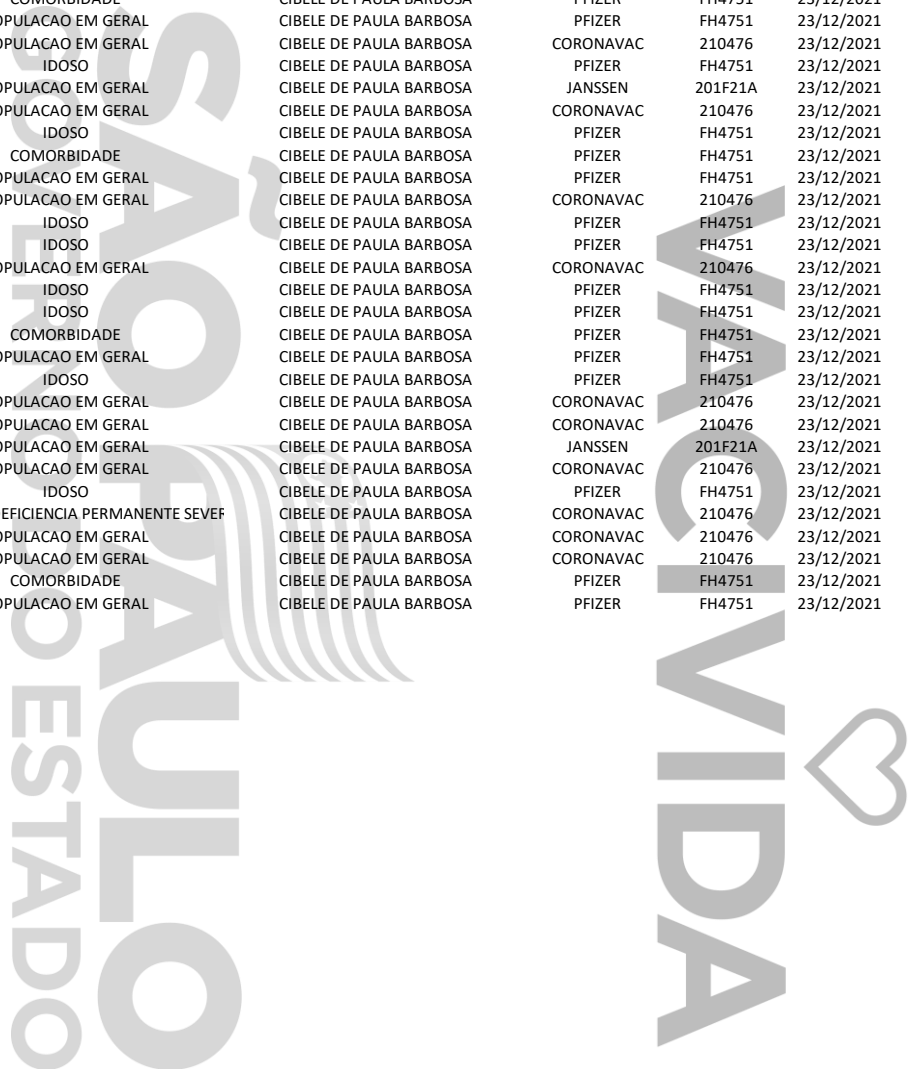 COMORBIDADE CIBELE DE PAULA BARBOSA PFIZER FH4751 23/12/2021
OPULACAO EM GERAL CIBELE DE PAULA BARBOSA PFIZER FH4751 23/12/2021
OPULACAO EM GERAL CIBELE DE PAULA BARBOSA CORONAVAC 210476 23/12/2021
IDOSO CIBELE DE PAULA BARBOSA PFIZER FH4751 23/12/2021
OPULACAO EM GERAL CIBELE DE PAULA BARBOSA JANSSEN 201F21A 23/12/2021
OPULACAO EM GERAL CIBELE DE PAULA BARBOSA CORONAVAC 210476 23/12/2021
IDOSO CIBELE DE PAULA BARBOSA PFIZER FH4751 23/12/2021
COMORBIDADE CIBELE DE PAULA BARBOSA PFIZER FH4751 23/12/2021
OPULACAO EM GERAL CIBELE DE PAULA BARBOSA PFIZER FH4751 23/12/2021
OPULACAO EM GERAL CIBELE DE PAULA BARBOSA CORONAVAC 210476 23/12/2021
IDOSO CIBELE DE PAULA BARBOSA PFIZER FH4751 23/12/2021
IDOSO CIBELE DE PAULA BARBOSA PFIZER FH4751 23/12/2021
OPULACAO EM GERAL CIBELE DE PAULA BARBOSA CORONAVAC 210476 23/12/2021
IDOSO CIBELE DE PAULA BARBOSA PFIZER FH4751 23/12/2021
IDOSO CIBELE DE PAULA BARBOSA PFIZER FH4751 23/12/2021
COMORBIDADE CIBELE DE PAULA BARBOSA PFIZER FH4751 23/12/2021
OPULACAO EM GERAL CIBELE DE PAULA BARBOSA PFIZER FH4751 23/12/2021
IDOSO CIBELE DE PAULA BARBOSA PFIZER FH4751 23/12/2021
OPULACAO EM GERAL CIBELE DE PAULA BARBOSA CORONAVAC 210476 23/12/2021
OPULACAO EM GERAL CIBELE DE PAULA BARBOSA CORONAVAC 210476 23/12/2021
OPULACAO EM GERAL CIBELE DE PAULA BARBOSA JANSSEN 201F21A 23/12/2021
OPULACAO EM GERAL CIBELE DE PAULA BARBOSA CORONAVAC 210476 23/12/2021
IDOSO CIBELE DE PAULA BARBOSA PFIZER FH4751 23/12/2021
EFICIENCIA PERMANENTE SEVER CIBELE DE PAULA BARBOSA CORONAVAC 210476 23/12/2021
OPULACAO EM GERAL CIBELE DE PAULA BARBOSA CORONAVAC 210476 23/12/2021
OPULACAO EM GERAL CIBELE DE PAULA BARBOSA CORONAVAC 210476 23/12/2021
COMORBIDADE CIBELE DE PAULA BARBOSA PFIZER FH4751 23/12/2021
OPULACAO EM GERAL CIBELE DE PAULA BARBOSA PFIZER FH4751 23/12/2021
SÃO PAULO
GOVERNO DO ESTADO
VACIVIDA